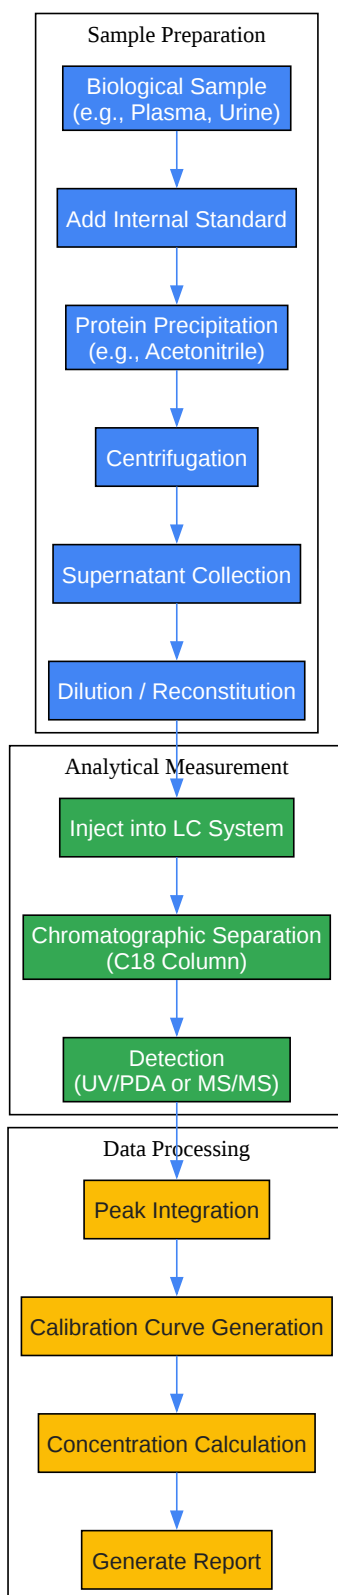 Sample Preparation
Biological Sample
(e.g., Plasma, Urine)
Add Internal Standard
Protein Precipitation
(e.g., Acetonitrile)
Centrifugation
Supernatant Collection
Dilution / Reconstitution
Analytical Measurement
Inject into LC System
Chromatographic Separation
(C18 Column)
Detection
(UV/PDA or MS/MS)
Data Processing
Peak Integration
Calibration Curve Generation
Concentration Calculation
Generate Report